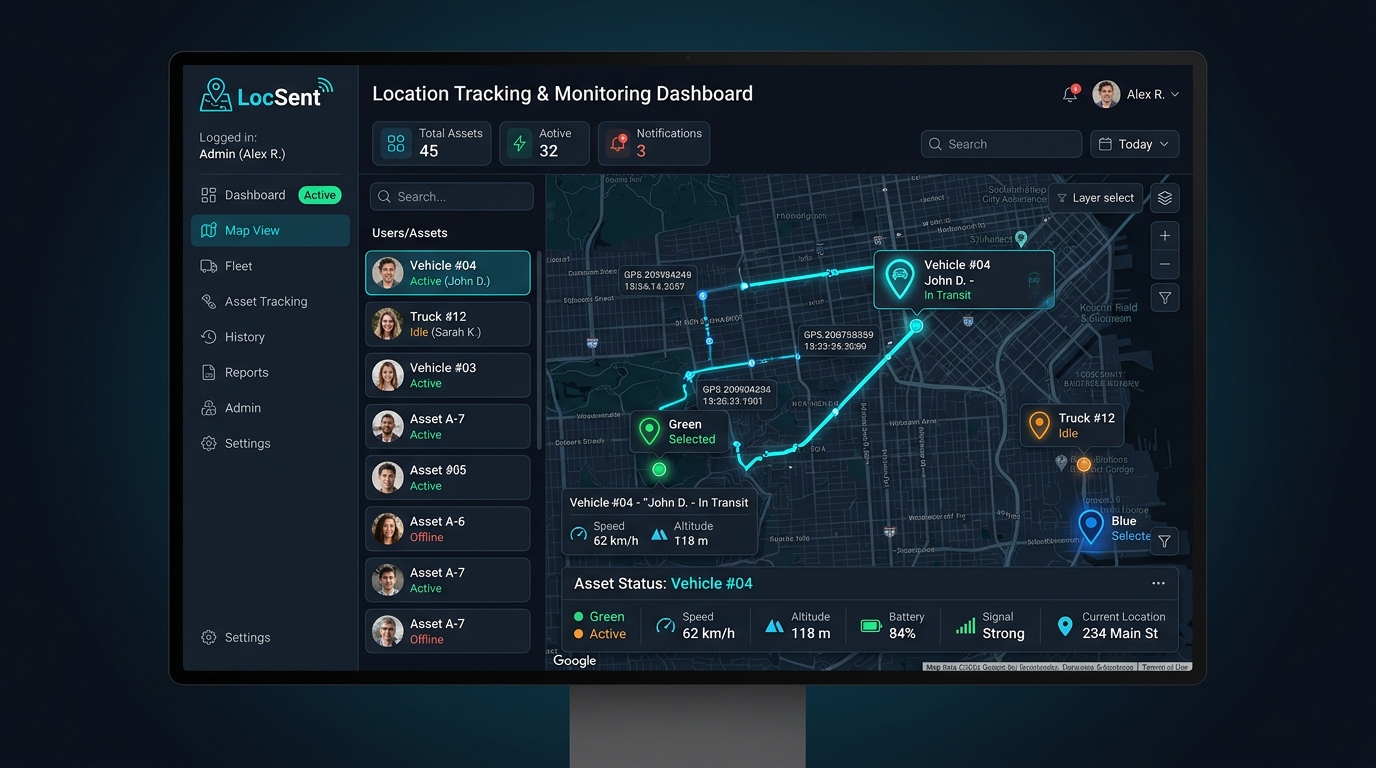 LocSent
Logged in:
Admin (Alex R.)
Dashboard
Active
Map View
Fleet
Asset Tracking
History
Reports
Admin
Settings
Settings
Location Tracking & Monitoring Dashboard
Alex R.
Total Assets
45
Aotive
32
Notifications
3
Search
Today
Search...
Users/Assets
Vehicle #04
Active (John D.)
Truck #12
Idle (Sarah K.)
Vehicle #03
Active
Asset A-7
Active
Asset #05
Active
Asset A-6
Offline
Asset A-7
Active
Asset A-7
Offline
Layer select
Vehicle #04
John D. -
In Transit
Green
Selected
Truck #12
Idle
Blue
Selecte
Vehicle #04 - "John D. - In Transit
Speed
62 km/h
Altitude
118 m
Asset Status: Vehicle #04
Green
Active
Speed
62 km/h
Altitude
118 m
Battery
84%
Signal
Strong
Current Location
234 Main St
Google